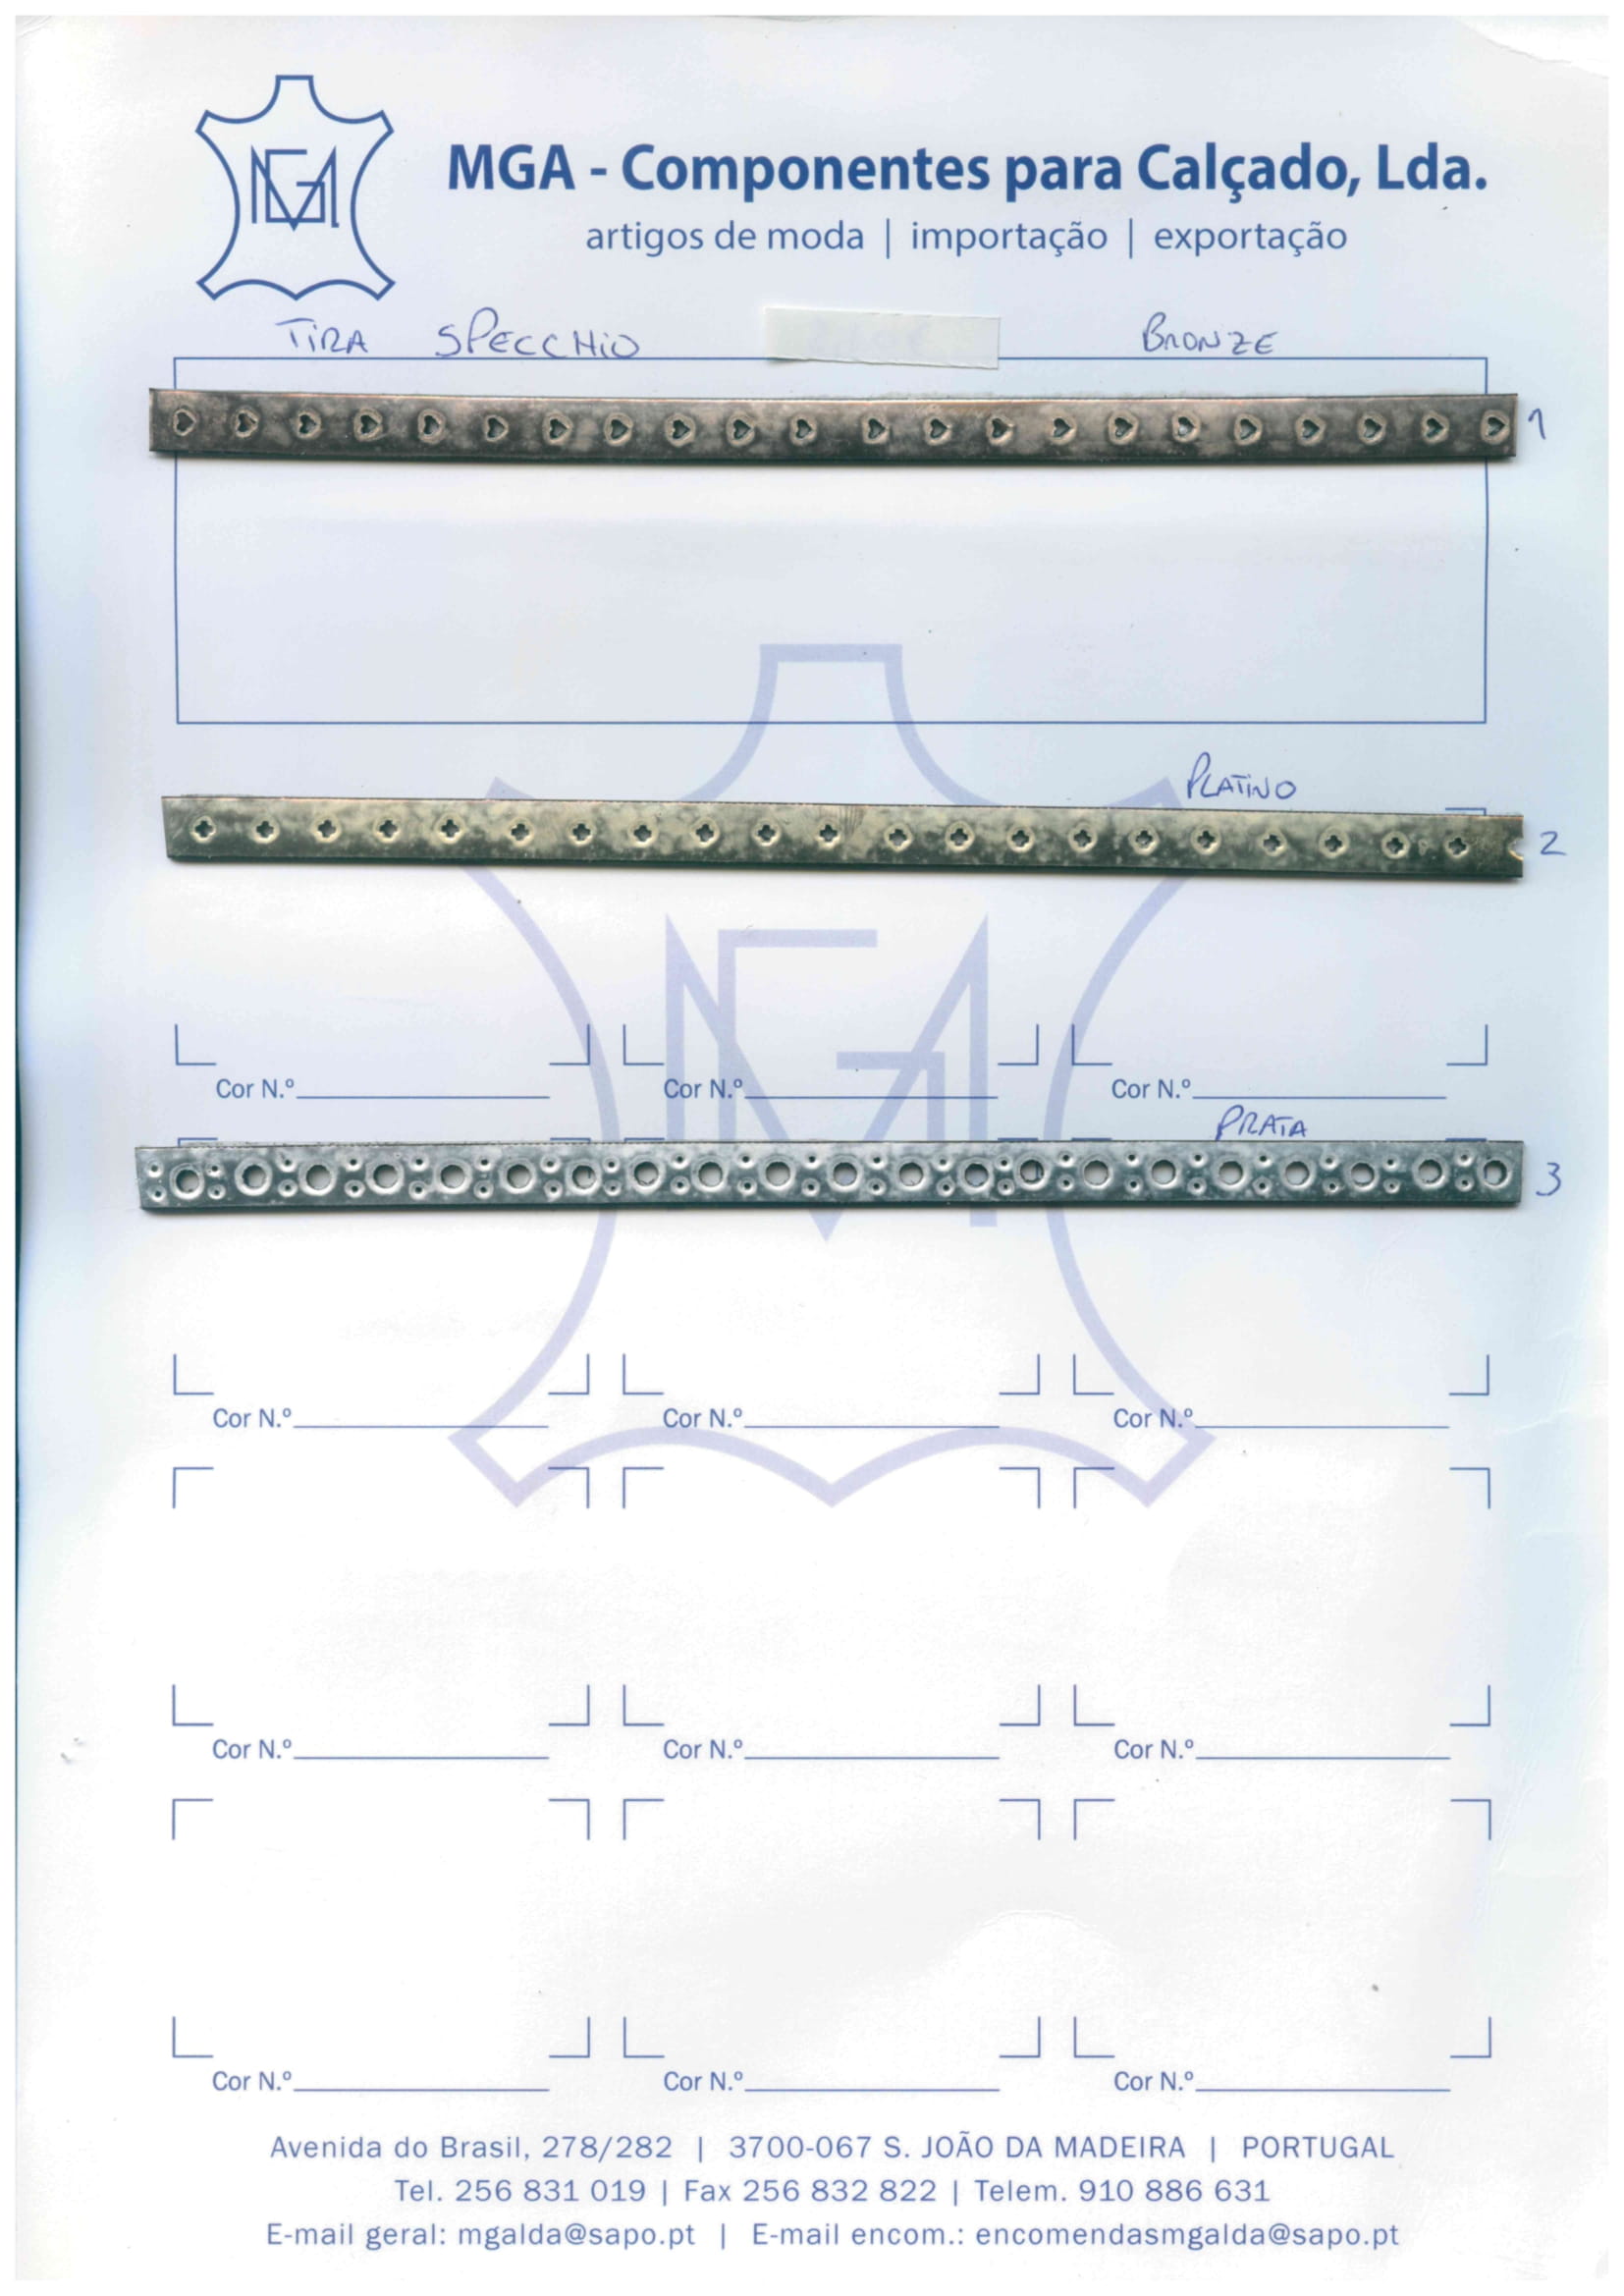 MGA - Componentes para Calçado, Lda.
artigos de moda | importação | exportação
TIRA SPECCHIO BRONZE
1
PLATINO
2
Cor N.º Cor N.º Cor N.º
PRATA
3
Cor N.º Cor N.º Cor N.º
Cor N.º Cor N.º Cor N.º
Cor N.º Cor N.º Cor N.º
Avenida do Brasil, 278/282 | 3700-067 S. JOÃO DA MADEIRA | PORTUGAL
Tel. 256 831 019 | Fax 256 832 822 | Telem. 910 886 631
E-mail geral: mgalda@sapo.pt | E-mail encom.: encomendasmgalda@sapo.pt